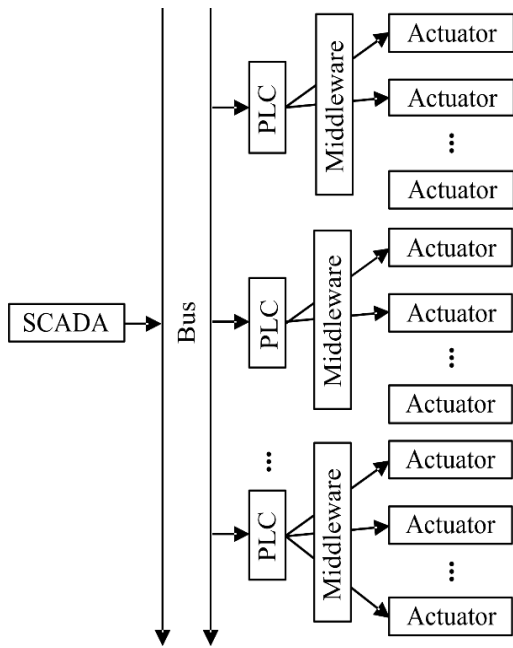 SCADA
Bus
PLC
Middleware
Actuator
Actuator
...
Actuator
PLC
Middleware
Actuator
Actuator
...
Actuator
...
PLC
Middleware
Actuator
Actuator
...
Actuator